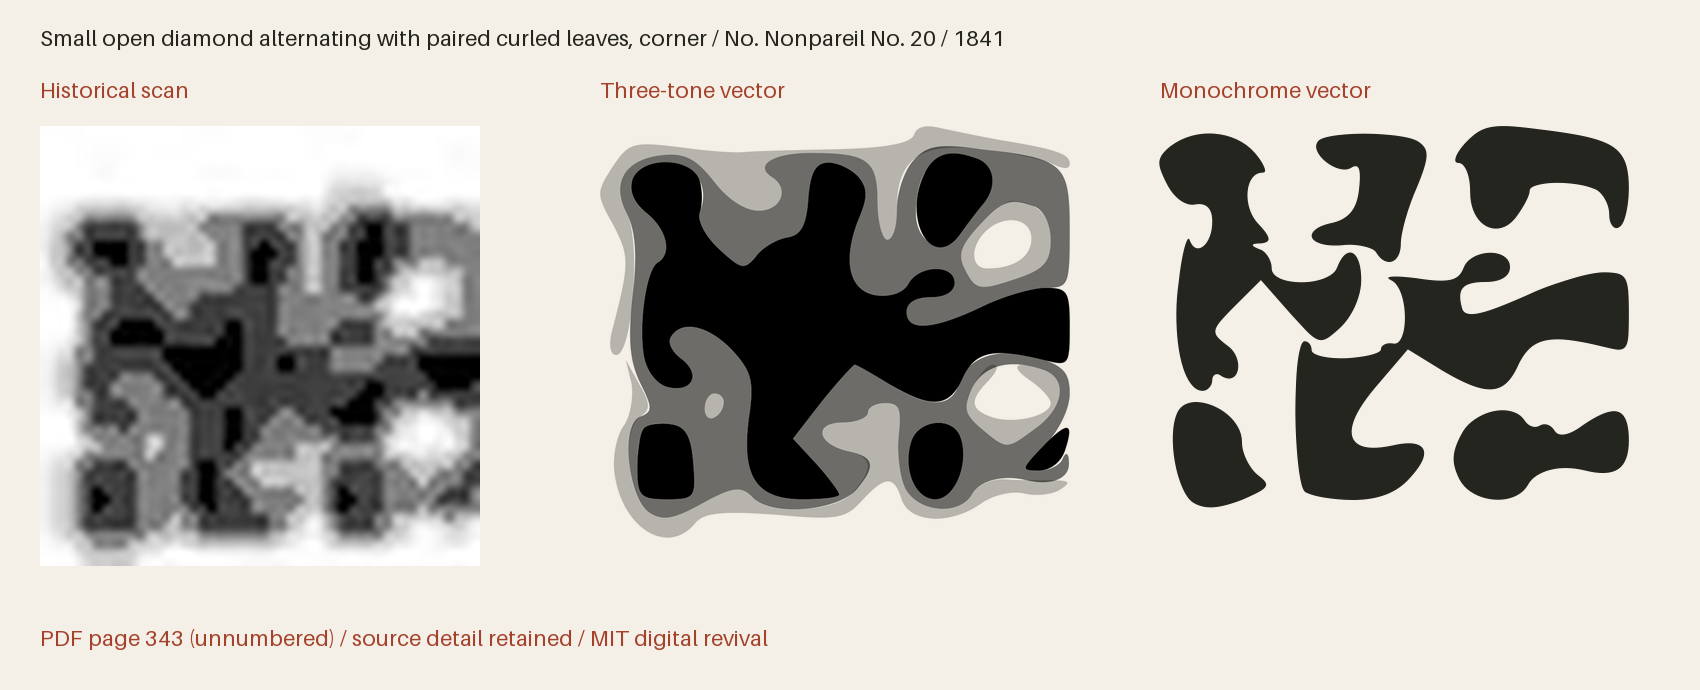 Small open diamond alternating with paired curled leaves, corner / No. Nonpareil No. 20 / 1841
Historical scan
Three-tone vector
Monochrome vector
PDF page 343 (unnumbered) / source detail retained / MIT digital revival